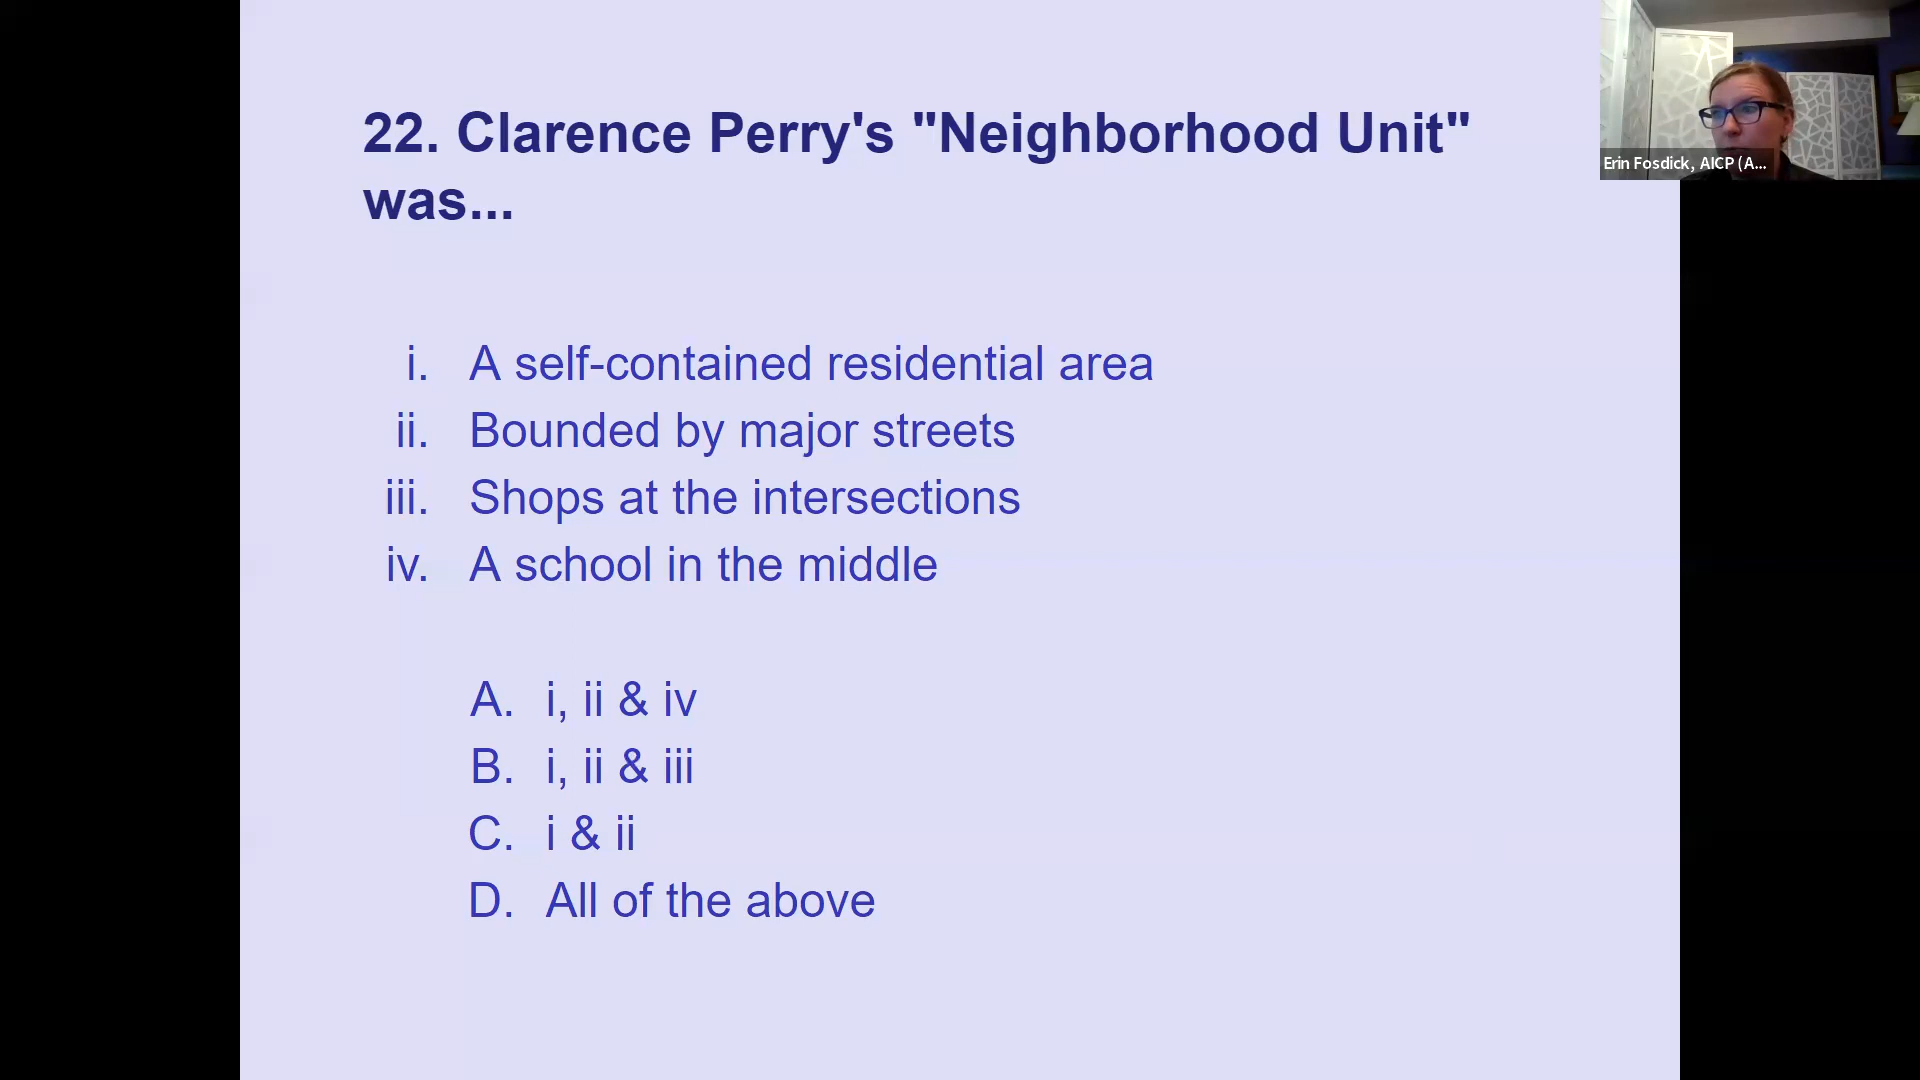 22. Clarence Perry's "Neighborhood Unit"
was...
Erin Fosdick, AICP (A...
i. A self-contained residential area
ii. Bounded by major streets
iii. Shops at the intersections
iv. A school in the middle
A. i, ii & iv
B. i, ii & iii
C. i & ii
D. All of the above